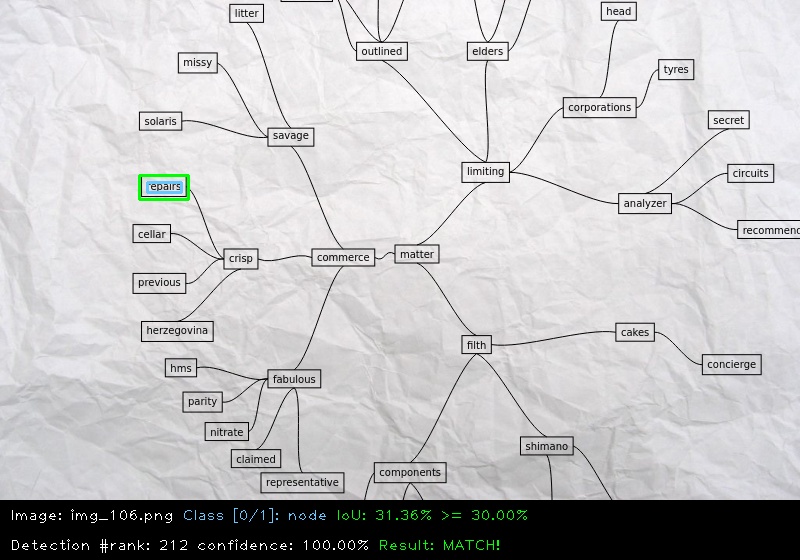 litter
head
outlined
elders
missy
tyres
corporations
secret
solaris
savage
limiting
circuits
repairs
analyzer
recommend
cellar
crisp
commerce
matter
previous
herzegovina
cakes
filth
concierge
hms
fabulous
parity
nitrate
shimano
claimed
components
representative
Image: img_106.png Class [0/1]: node IoU: 31.36% >= 30.00%
Detection #rank: 212 confidence: 100.00% Result: MATCH!